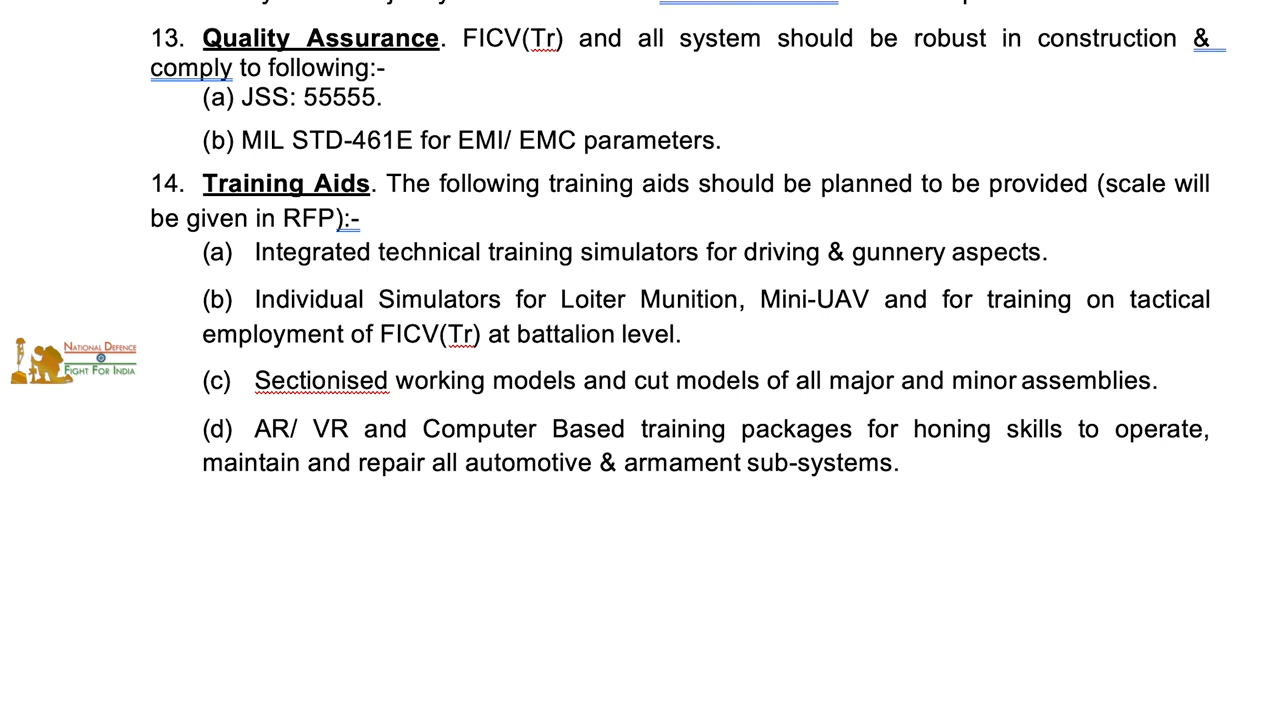 13. Quality Assurance. FICV(Tr) and all system should be robust in construction &
comply to following:-
(a) JSS: 55555.
(b) MIL STD-461E for EMI/ EMC parameters.
14. Training Aids. The following training aids should be planned to be provided (scale will
be given in RFP):-
(a) Integrated technical training simulators for driving & gunnery aspects.
(b) Individual Simulators for Loiter Munition, Mini-UAV and for training on tactical
employment of FICV(Tr) at battalion level.
NATIONAL DEFENCE
FIGHT FOR INDIA
(c) Sectionised working models and cut models of all major and minor assemblies.
(d) AR/ VR and Computer Based training packages for honing skills to operate,
maintain and repair all automotive & armament sub-systems.